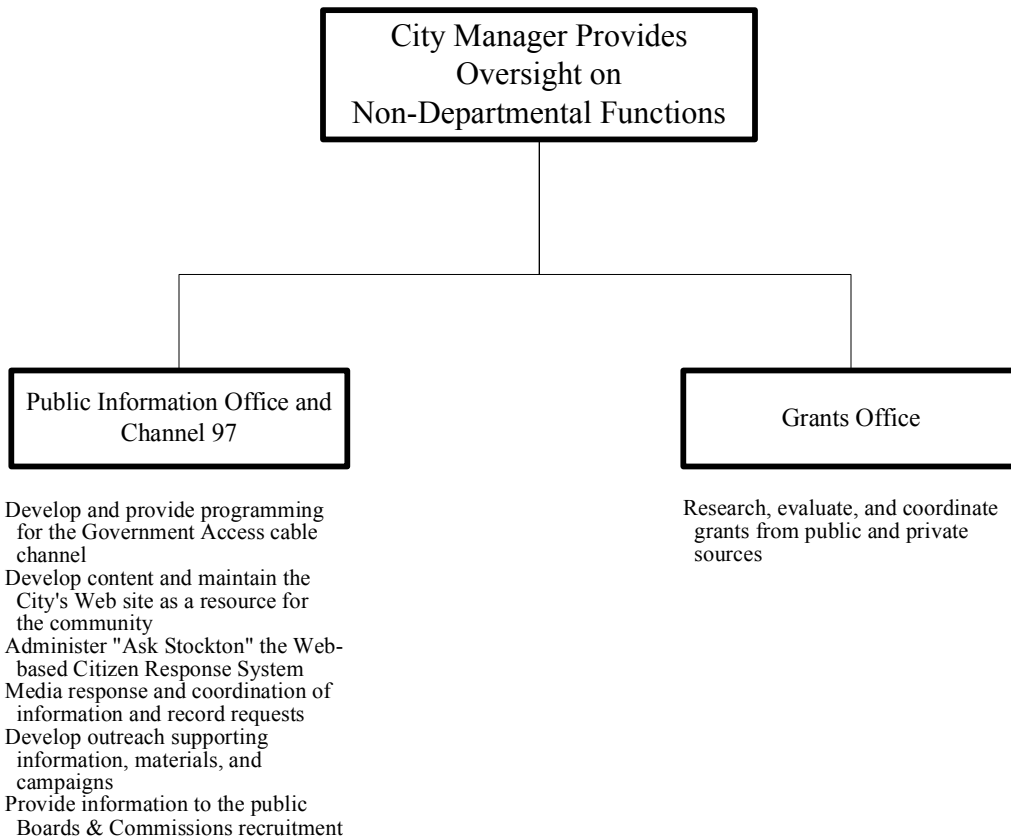 City Manager Provides
Oversight on
Non-Departmental Functions
Public Information Office and
Channel 97
Develop and provide programming
for the Government Access cable
channel
Develop content and maintain the
City's Web site as a resource for
the community
Administer "Ask Stockton" the Web-
based Citizen Response System
Media response and coordination of
information and record requests
Develop outreach supporting
information, materials, and
campaigns
Provide information to the public
Boards & Commissions recruitment
Grants Office
Research, evaluate, and coordinate
grants from public and private
sources